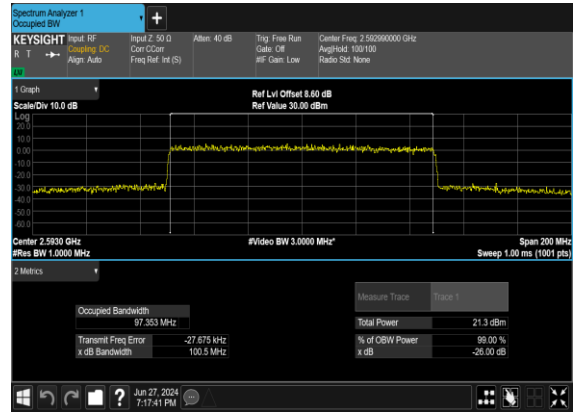 Spectrum Analyzer 1
Occupied BW
+
KEYSIGHT Input: RF Input Z: 50 Ω Atten: 40 dB Trig: Free Run Center Freq: 2.592990000 GHz
R T Coupling: DC Corr CCorr Gate: Off Avg|Hold: 100/100
Align: Auto Freq Ref: Int (S) #IF Gain: Low Radio Std: None
1 Graph
Ref Lvl Offset 8.60 dB
Scale/Div 10.0 dB Ref Value 30.00 dBm
Log
20.0
10.0
0.00
-10.0
-20.0
-30.0
-40.0
-50.0
-60.0
Center 2.5930 GHz #Video BW 3.0000 MHz* Span 200 MHz
#Res BW 1.0000 MHz Sweep 1.00 ms (1001 pts)
2 Metrics
Measure Trace Trace 1
Occupied Bandwidth
97.353 MHz Total Power 21.3 dBm
Transmit Freq Error -27.675 kHz % of OBW Power 99.00 %
x dB Bandwidth 100.5 MHz x dB -26.00 dB
? Jun 27, 2024
7:17:41 PM